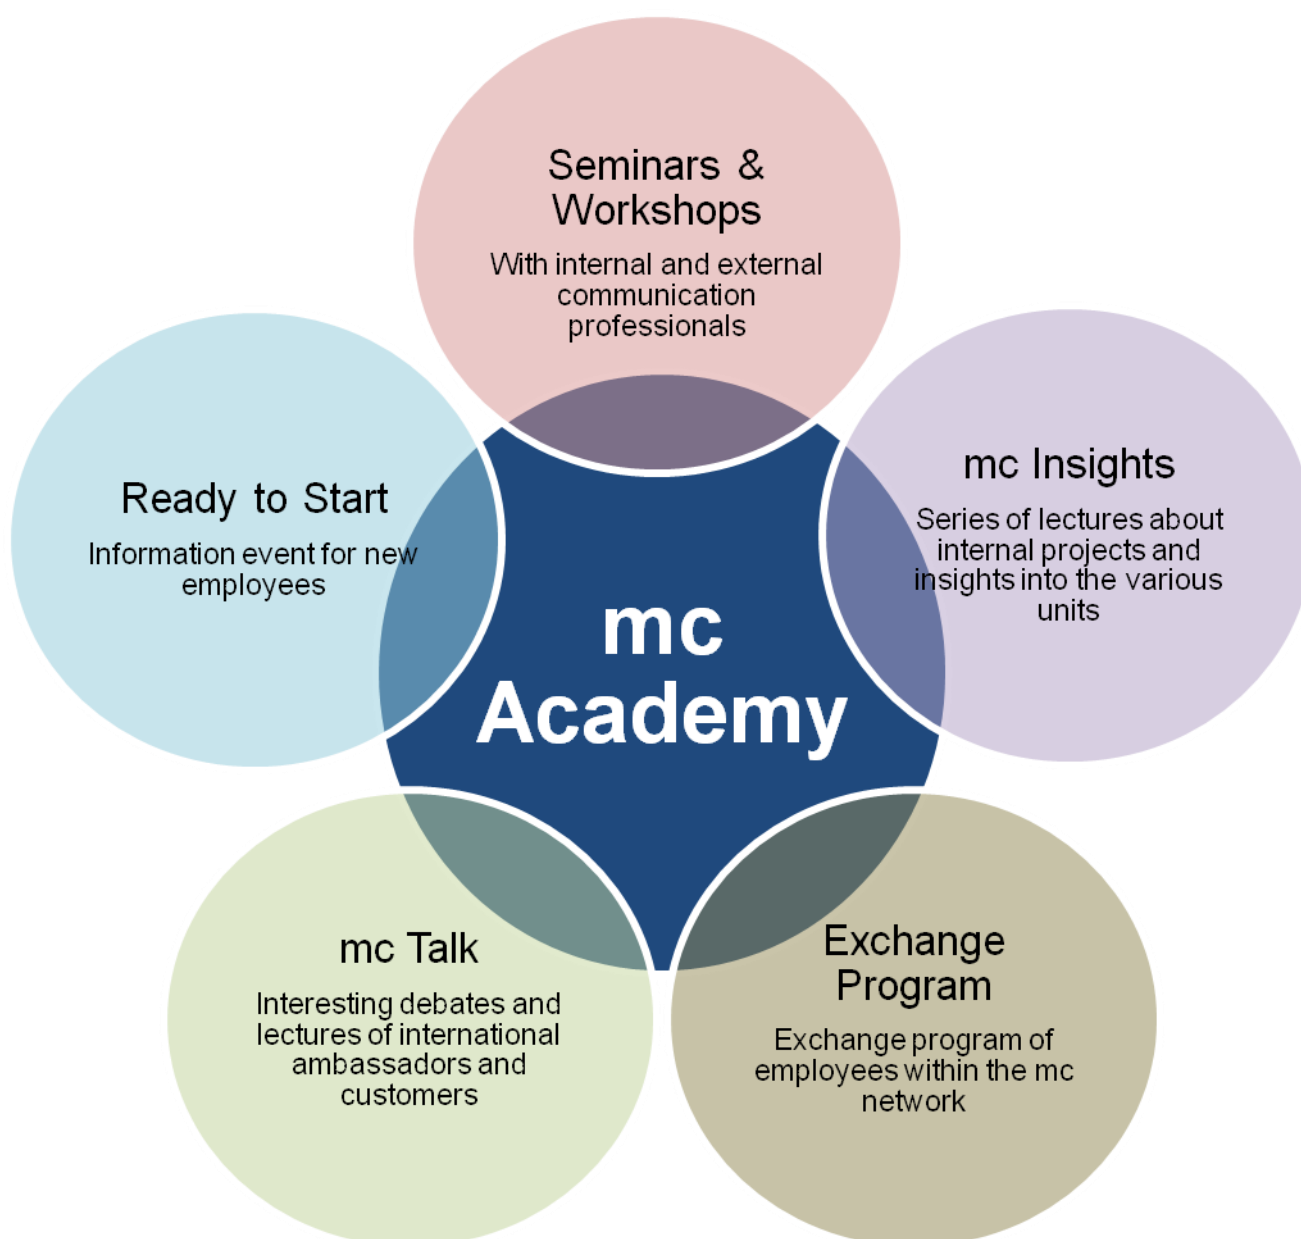 Seminars &
Workshops
With internal and external
communication
professionals
mc Insights
Series of lectures about
internal projects and
insights into the various
units
Ready to Start
Information event for new
employees
mc
Academy
mc Talk
Interesting debates and
lectures of international
ambassadors and
customers
Exchange
Program
Exchange program of
employees within the mc
network